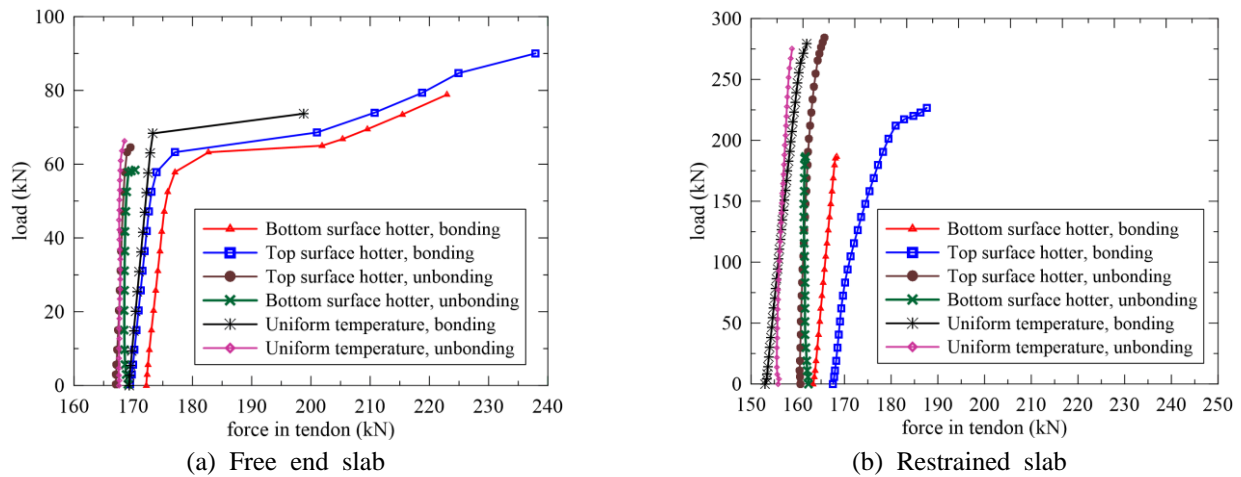 100
80
60
40
20
0
load (kN)
Bottom surface hotter, bonding
Top surface hotter, bonding
Top surface hotter, unbonding
Bottom surface hotter, unbonding
Uniform temperature, bonding
Uniform temperature, unbonding
160 170 180 190 200 210 220 230 240
force in tendon (kN)
(a) Free end slab
300
250
200
150
100
50
0
load (kN)
Bottom surface hotter, bonding
Top surface hotter, bonding
Top surface hotter, unbonding
Bottom surface hotter, unbonding
Uniform temperature, bonding
Uniform temperature, unbonding
150 160 170 180 190 200 210 220 230 240 250
force in tendon (kN)
(b) Restrained slab